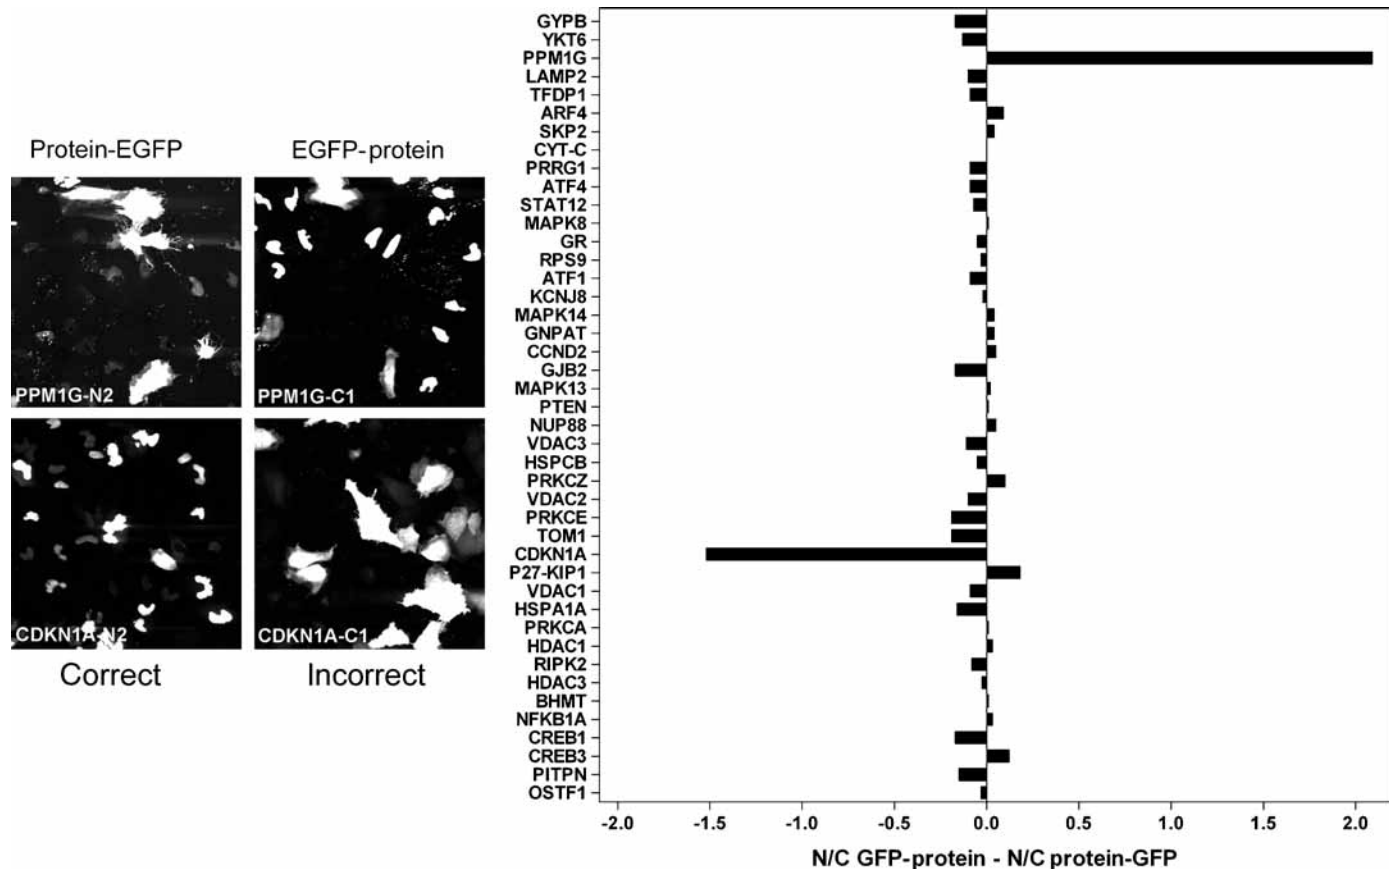 Protein-EGFP
EGFP-protein
PPM1G-N2
PPM1G-C1
CDKN1A-N2
CDKN1A-C1
Correct
Incorrect
GYPB
YKT6
PPM1G
LAMP2
TFDP1
ARF4
SKP2
CYT-C
PRRG1
ATF4
STAT12
MAPK8
GR
RPS9
ATF1
KCNJ8
MAPK14
GNPAT
CCND2
GJB2
MAPK13
PTEN
NUP88
VDAC3
HSPCB
PRKCZ
VDAC2
PRKCE
TOM1
CDKN1A
P27-KIP1
VDAC1
HSPA1A
PRKCA
HDAC1
RIPK2
HDAC3
BHMT
NFKB1A
CREB1
CREB3
PITPN
OSTF1
-2.0 -1.5 -1.0 -0.5 0.0 0.5 1.0 1.5 2.0
N/C GFP-protein - N/C protein-GFP